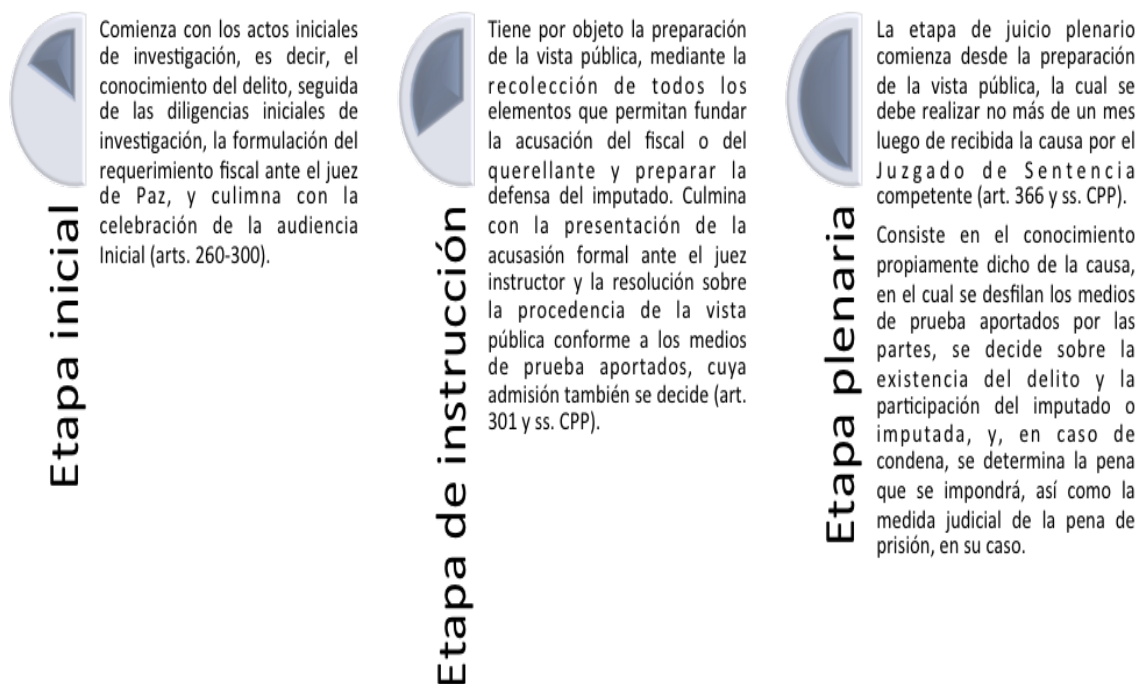 Etapa inicial
Comienza con los actos iniciales
de investigación, es decir, el
conocimiento del delito, seguida
de las diligencias iniciales de
investigación, la formulación del
requerimiento fiscal ante el juez
de Paz, y culimna con la
celebración de la audiencia
Inicial (arts. 260-300).
Etapa de instrucción
Tiene por objeto la preparación
de la vista pública, mediante la
recolección de todos los
elementos que permitan fundar
la acusación del fiscal o del
querellante y preparar la
defensa del imputado. Culmina
con la presentación de la
acusasión formal ante el juez
instructor y la resolución sobre
la procedencia de la vista
pública conforme a los medios
de prueba aportados, cuya
admisión también se decide (art.
301 y ss. CPP).
Etapa plenaria
La etapa de juicio plenario
comienza desde la preparación
de la vista pública, la cual se
debe realizar no más de un mes
luego de recibida la causa por el
Juzgado de Sentencia
competente (art. 366 y ss. CPP).
Consiste en el conocimiento
propiamente dicho de la causa,
en el cual se desfilan los medios
de prueba aportados por las
partes, se decide sobre la
existencia del delito y la
participación del imputado o
imputada, y, en caso de
condena, se determina la pena
que se impondrá, así como la
medida judicial de la pena de
prisión, en su caso.